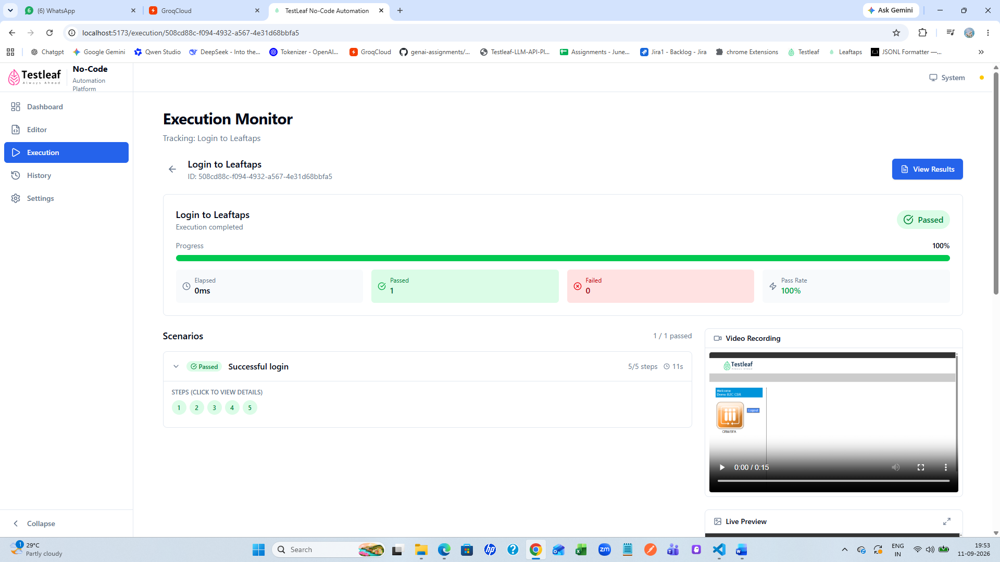 (6) WhatsApp
GroqCloud
TestLeaf No-Code Automation
Ask Gemini
localhost:5173/execution/508cd88c-f094-4932-a567-4e31d68bbfa5
Chatgpt
Google Gemini
Qwen Studio
DeepSeek - Into the...
Tokenizer - OpenAI...
GroqCloud
genai-assignments/...
Testleaf-LLM-API-Pl...
Assignments - June...
Jira1 - Backlog - Jira
chrome Extensions
Testleaf
Leaftaps
JSONL Formatter —...
Testleaf
Always Ahead
No-Code
Automation
Platform
System
Dashboard
Editor
Execution
History
Settings
Collapse
Execution Monitor
Tracking: Login to Leaftaps
Login to Leaftaps
ID: 508cd88c-f094-4932-a567-4e31d68bbfa5
View Results
Login to Leaftaps
Execution completed
Passed
Progress
100%
Elapsed
0ms
Passed
1
Failed
0
Pass Rate
100%
Scenarios
1 / 1 passed
Passed
Successful login
5/5 steps
11s
STEPS (CLICK TO VIEW DETAILS)
1 2 3 4 5
Video Recording
Testleaf
Always Ahead
Welcome
Demo B2C CSR
Logout
CRM/SFA
0:00 / 0:15
Live Preview
1
29°C
Partly cloudy
Search
ENG
IN
19:53
11-09-2026